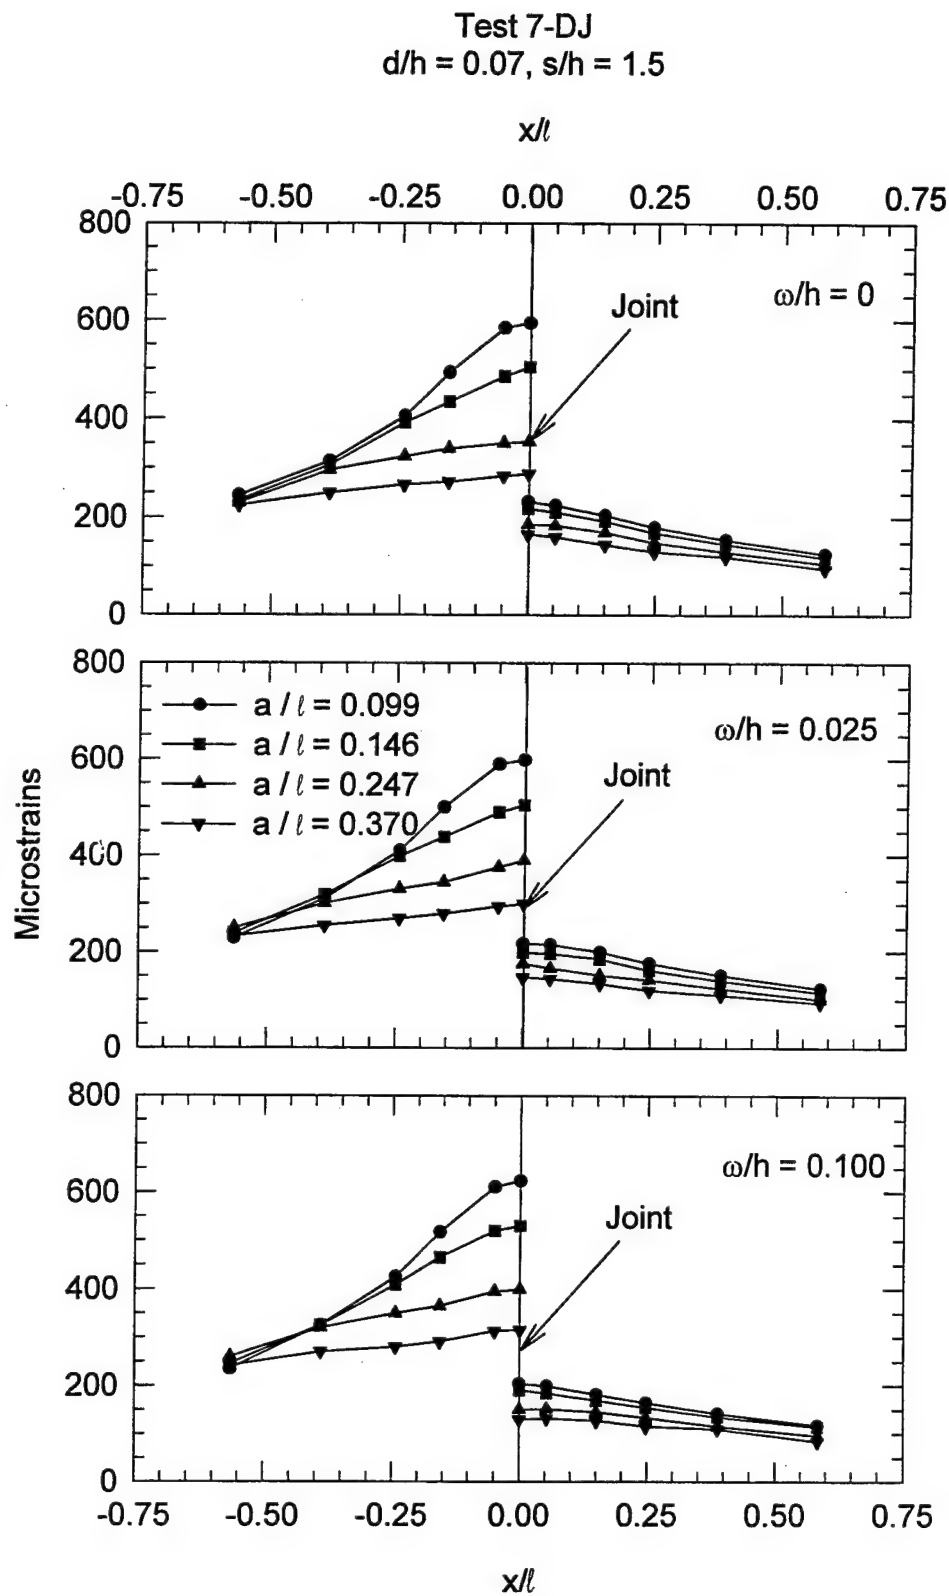 Test 7-DJ
d/h = 0.07, s/h = 1.5
x/ℓ
-0.75 -0.50 -0.25 0.00 0.25 0.50 0.75
800
600
400
200
0
ω/h = 0
Joint
800
600
400
200
0
a / ℓ = 0.099
a / ℓ = 0.146
a / ℓ = 0.247
a / ℓ = 0.370
ω/h = 0.025
Joint
Microstrains
800
600
400
200
0
ω/h = 0.100
Joint
-0.75 -0.50 -0.25 0.00 0.25 0.50 0.75
x/ℓ